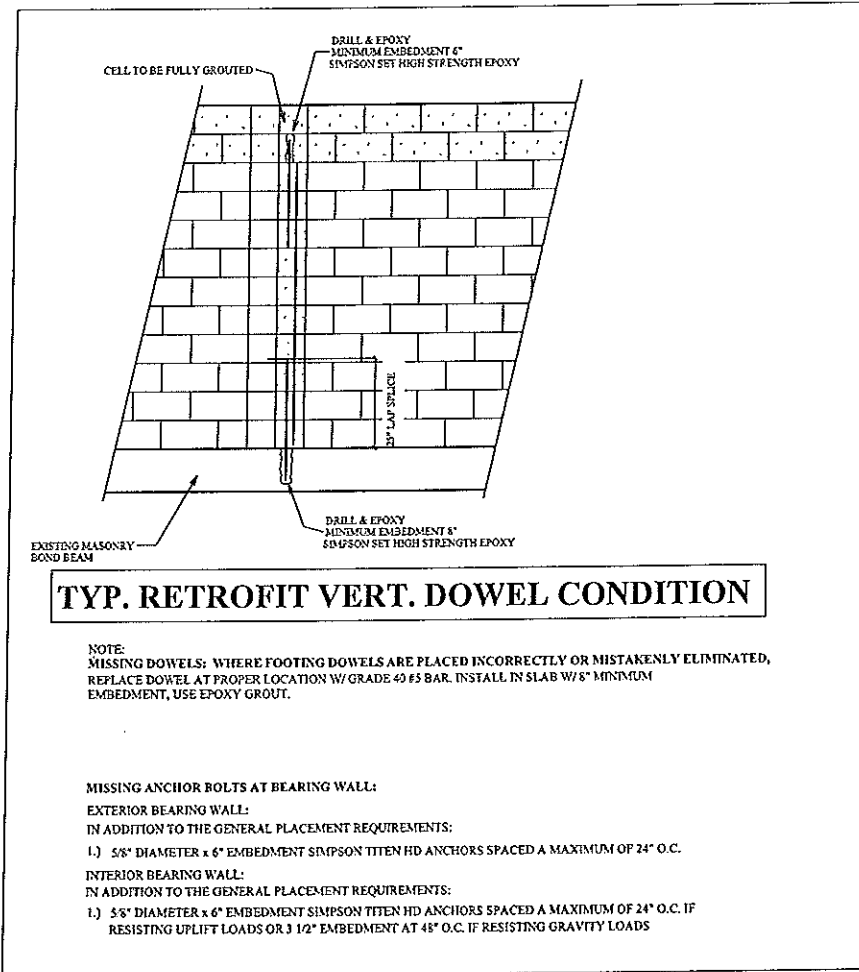 DRILL & EPOXY
MINIMUM EMBEDMENT 6"
SIMPSON SET HIGH STRENGTH EPOXY
CELL TO BE FULLY GROUTED
25" LAP SPLICE
DRILL & EPOXY
MINIMUM EMBEDMENT 8"
SIMPSON SET HIGH STRENGTH EPOXY
EXISTING MASONRY
BOND BEAM
TYP. RETROFIT VERT. DOWEL CONDITION
NOTE:
MISSING DOWELS: WHERE FOOTING DOWELS ARE PLACED INCORRECTLY OR MISTAKENLY ELIMINATED,
REPLACE DOWEL AT PROPER LOCATION W/ GRADE 40 #5 BAR. INSTALL IN SLAB W/ 8" MINIMUM
EMBEDMENT, USE EPOXY GROUT.
MISSING ANCHOR BOLTS AT BEARING WALL:
EXTERIOR BEARING WALL:
IN ADDITION TO THE GENERAL PLACEMENT REQUIREMENTS:
1.) 5/8" DIAMETER x 6" EMBEDMENT SIMPSON TITEN HD ANCHORS SPACED A MAXIMUM OF 24" O.C.
INTERIOR BEARING WALL:
IN ADDITION TO THE GENERAL PLACEMENT REQUIREMENTS:
1.) 5/8" DIAMETER x 6" EMBEDMENT SIMPSON TITEN HD ANCHORS SPACED A MAXIMUM OF 24" O.C. IF
RESISTING UPLIFT LOADS OR 3 1/2" EMBEDMENT AT 48" O.C. IF RESISTING GRAVITY LOADS